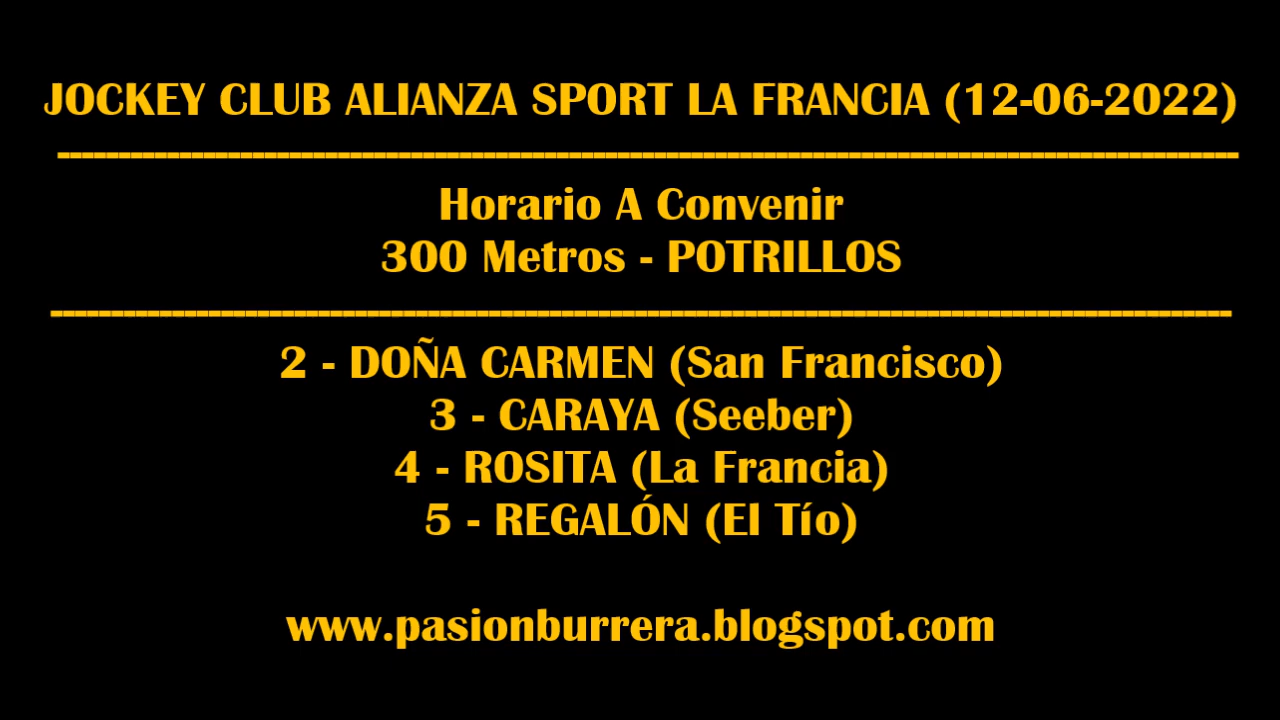 JOCKEY CLUB ALIANZA SPORT LA FRANCIA (12-06-2022)
--------------------------------------------------------------------------------
Horario A Convenir
300 Metros - POTRILLOS
--------------------------------------------------------------------------------
2 - DOÑA CARMEN (San Francisco)
3 - CARAYA (Seeber)
4 - ROSITA (La Francia)
5 - REGALÓN (El Tío)
www.pasionburrera.blogspot.com